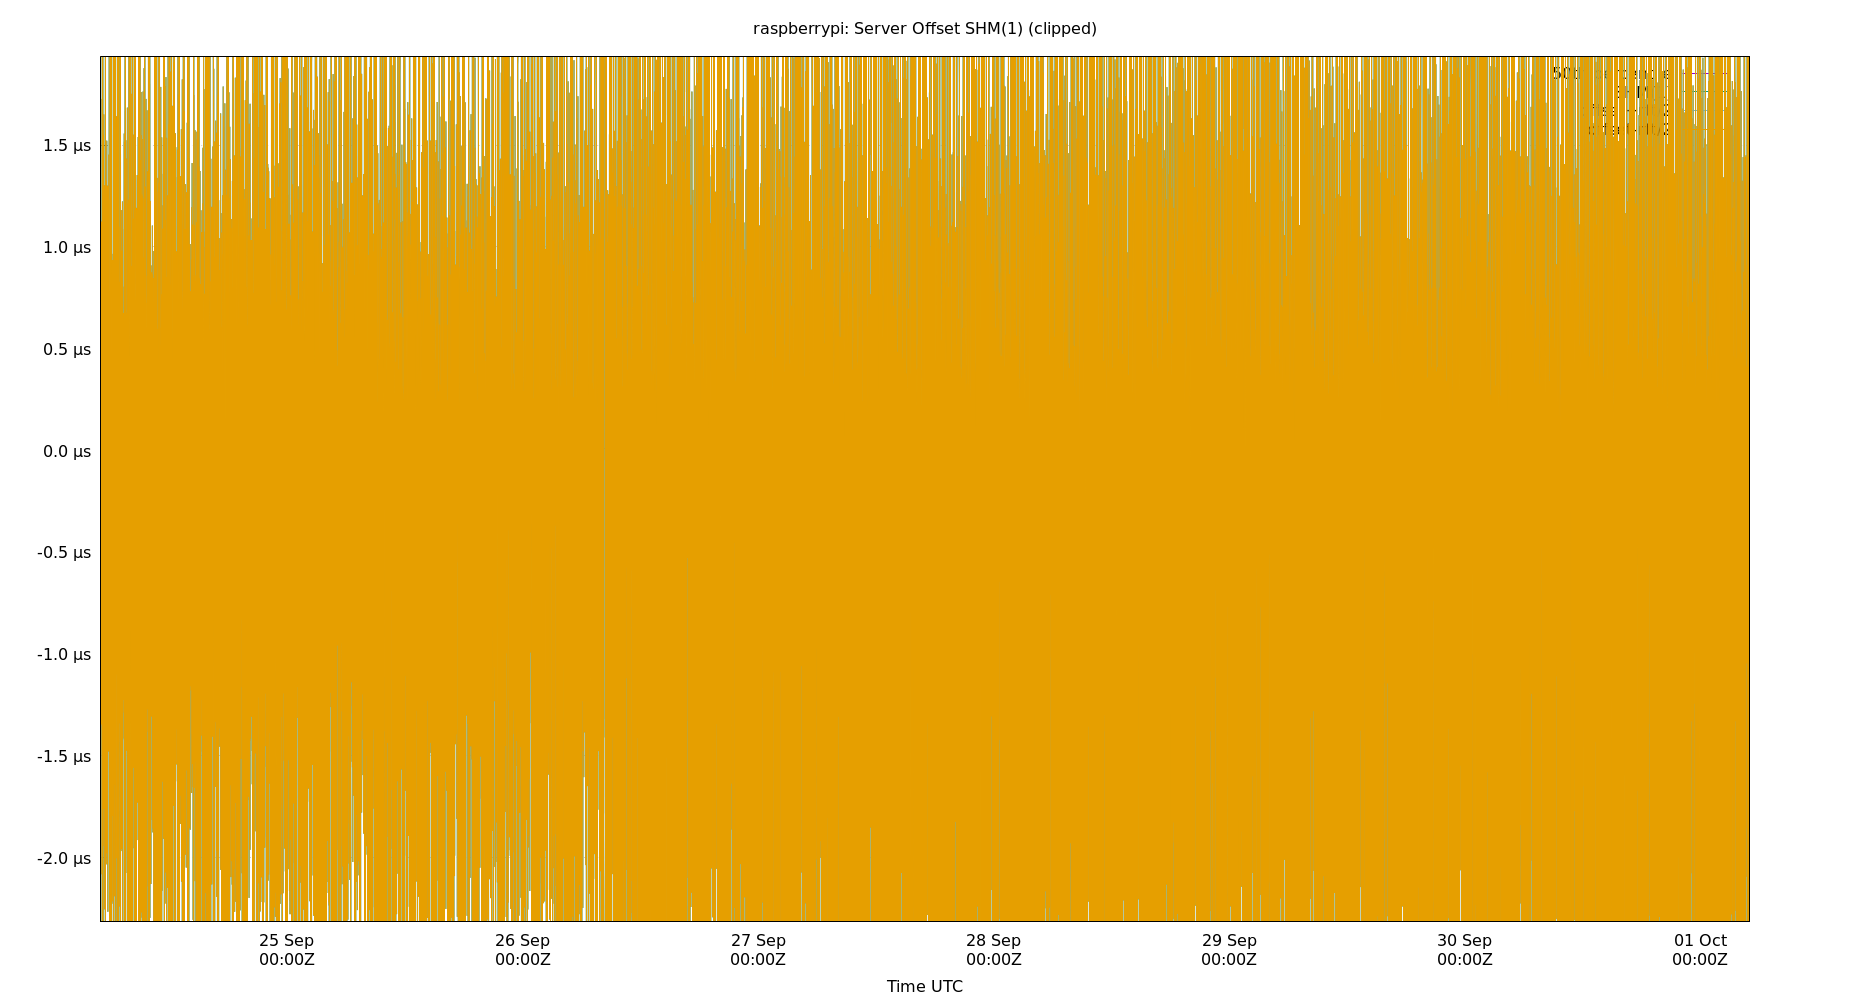 raspberrypi: Server Offset SHM(1) (clipped)
1.5 µs
1.0 µs
0.5 µs
0.0 µs
-0.5 µs
-1.0 µs
-1.5 µs
-2.0 µs
25 Sep 26 Sep 27 Sep 28 Sep 29 Sep 30 Sep 01 Oct
00:00Z 00:00Z 00:00Z 00:00Z 00:00Z 00:00Z 00:00Z
Time UTC